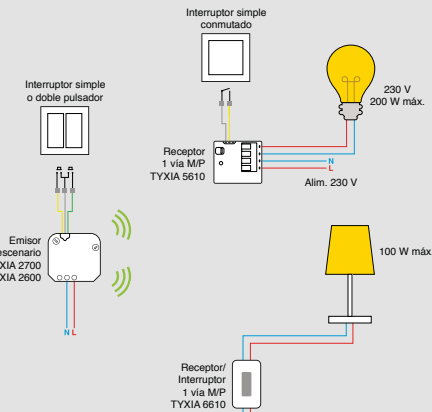 Interruptor simple
conmutado
Interruptor simple
o doble pulsador
230 V
200 W máx.
Receptor
1 vía M/P
TYXIA 5610
N
L
Alim. 230 V
Emisor
escenario
XIA 2700
XIA 2600
N L
100 W máx
Receptor/
Interruptor
1 vía M/P
TYXIA 6610